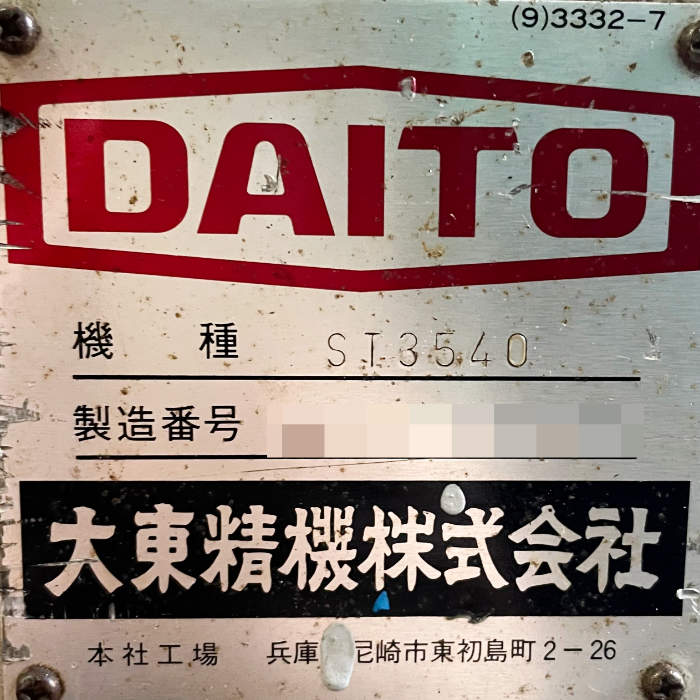 (9)3332-7
DAITO
機種 ST3540
製造番号
大東精機株式会社
本社工場 兵庫 尼崎市東初島町2-26